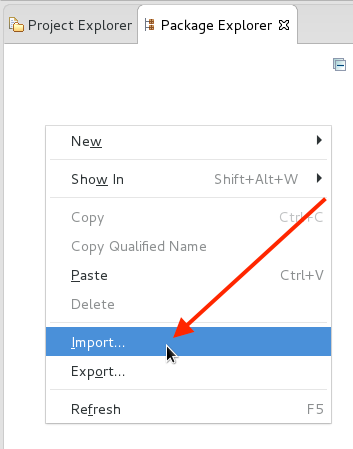 Project Explorer Package Explorer
New
Show In Shift+Alt+W
Copy Ctrl+C
Copy Qualified Name
Paste Ctrl+V
Delete
Import...
Export...
Refresh F5